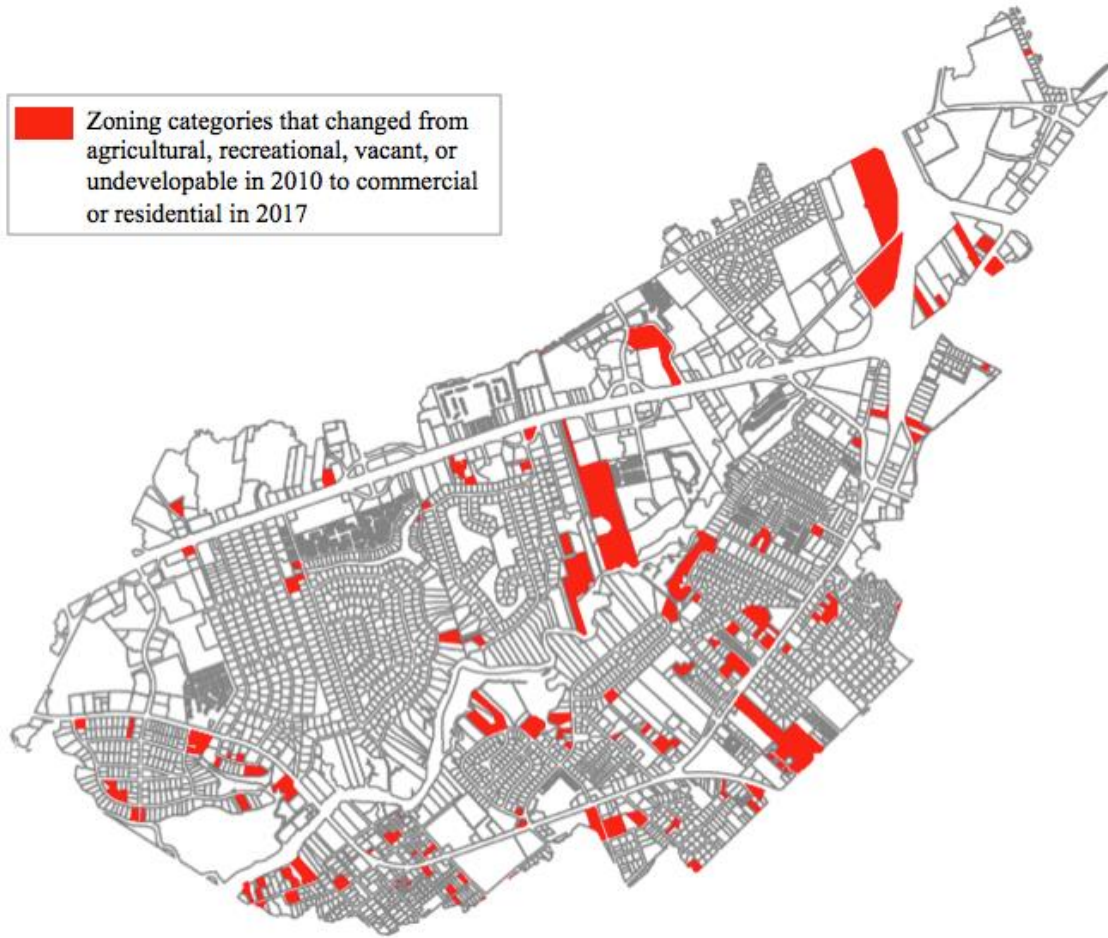 Zoning categories that changed from
agricultural, recreational, vacant, or
undevelopable in 2010 to commercial
or residential in 2017